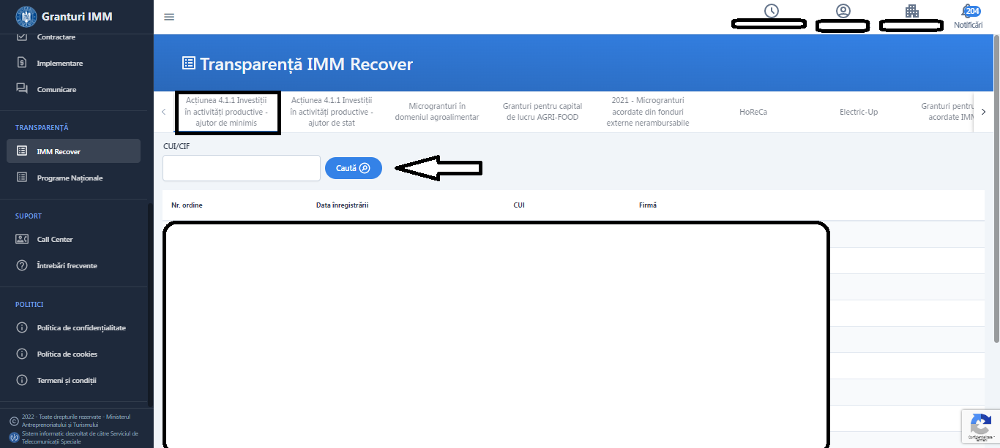 Granturi IMM
Contractare
Implementare
Comunicare
TRANSPARENȚĂ
IMM Recover
Programe Naționale
SUPORT
Call Center
Întrebări frecvente
POLITICI
Politica de confidențialitate
Politica de cookies
Termeni și condiții
2022 - Toate drepturile rezervate - Ministerul
Antreprenoriatului și Turismului
Sistem informatic dezvoltat de către Serviciul de
Telecomunicații Speciale
204
Notificări
Transparență IMM Recover
Acțiunea 4.1.1 Investiții
în activități productive -
ajutor de minimis
Acțiunea 4.1.1 Investiții
în activități productive -
ajutor de stat
Microgranturi în
domeniul agroalimentar
Granturi pentru capital
de lucru AGRI-FOOD
2021 - Microgranturi
acordate din fonduri
externe nerambursabile
HoReCa
Electric-Up
Granturi pentru
acordate IMM
CUI/CIF
Caută
Nr. ordine Data înregistrării CUI Firmă
Confidențialitate -
Termeni